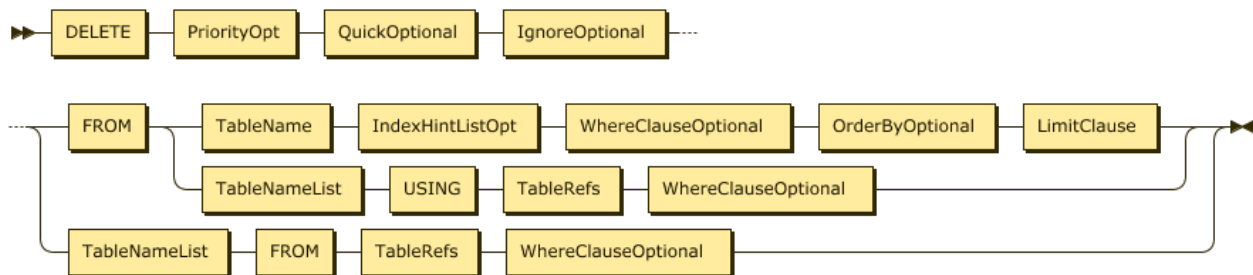 DELETE PriorityOpt QuickOptional IgnoreOptional
FROM TableName IndexHintListOpt WhereClauseOptional OrderByOptional LimitClause
TableNameList USING TableRefs WhereClauseOptional
TableNameList FROM TableRefs WhereClauseOptional